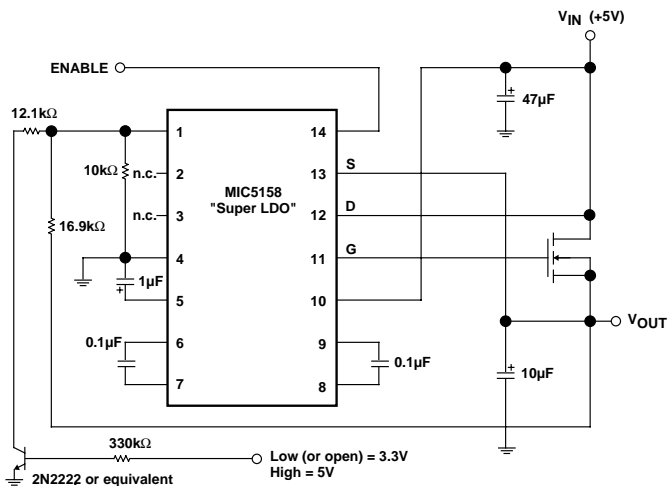 V_IN (+5V)
ENABLE
12.1kΩ
47µF
1
14
10kΩ
n.c.
2
13
S
MIC5158
"Super LDO"
n.c.
3
12
D
16.9kΩ
4
11
G
1µF
5
10
V_OUT
0.1µF
6
9
0.1µF
10µF
7
8
330kΩ
Low (or open) = 3.3V
High = 5V
2N2222 or equivalent
+
+
+